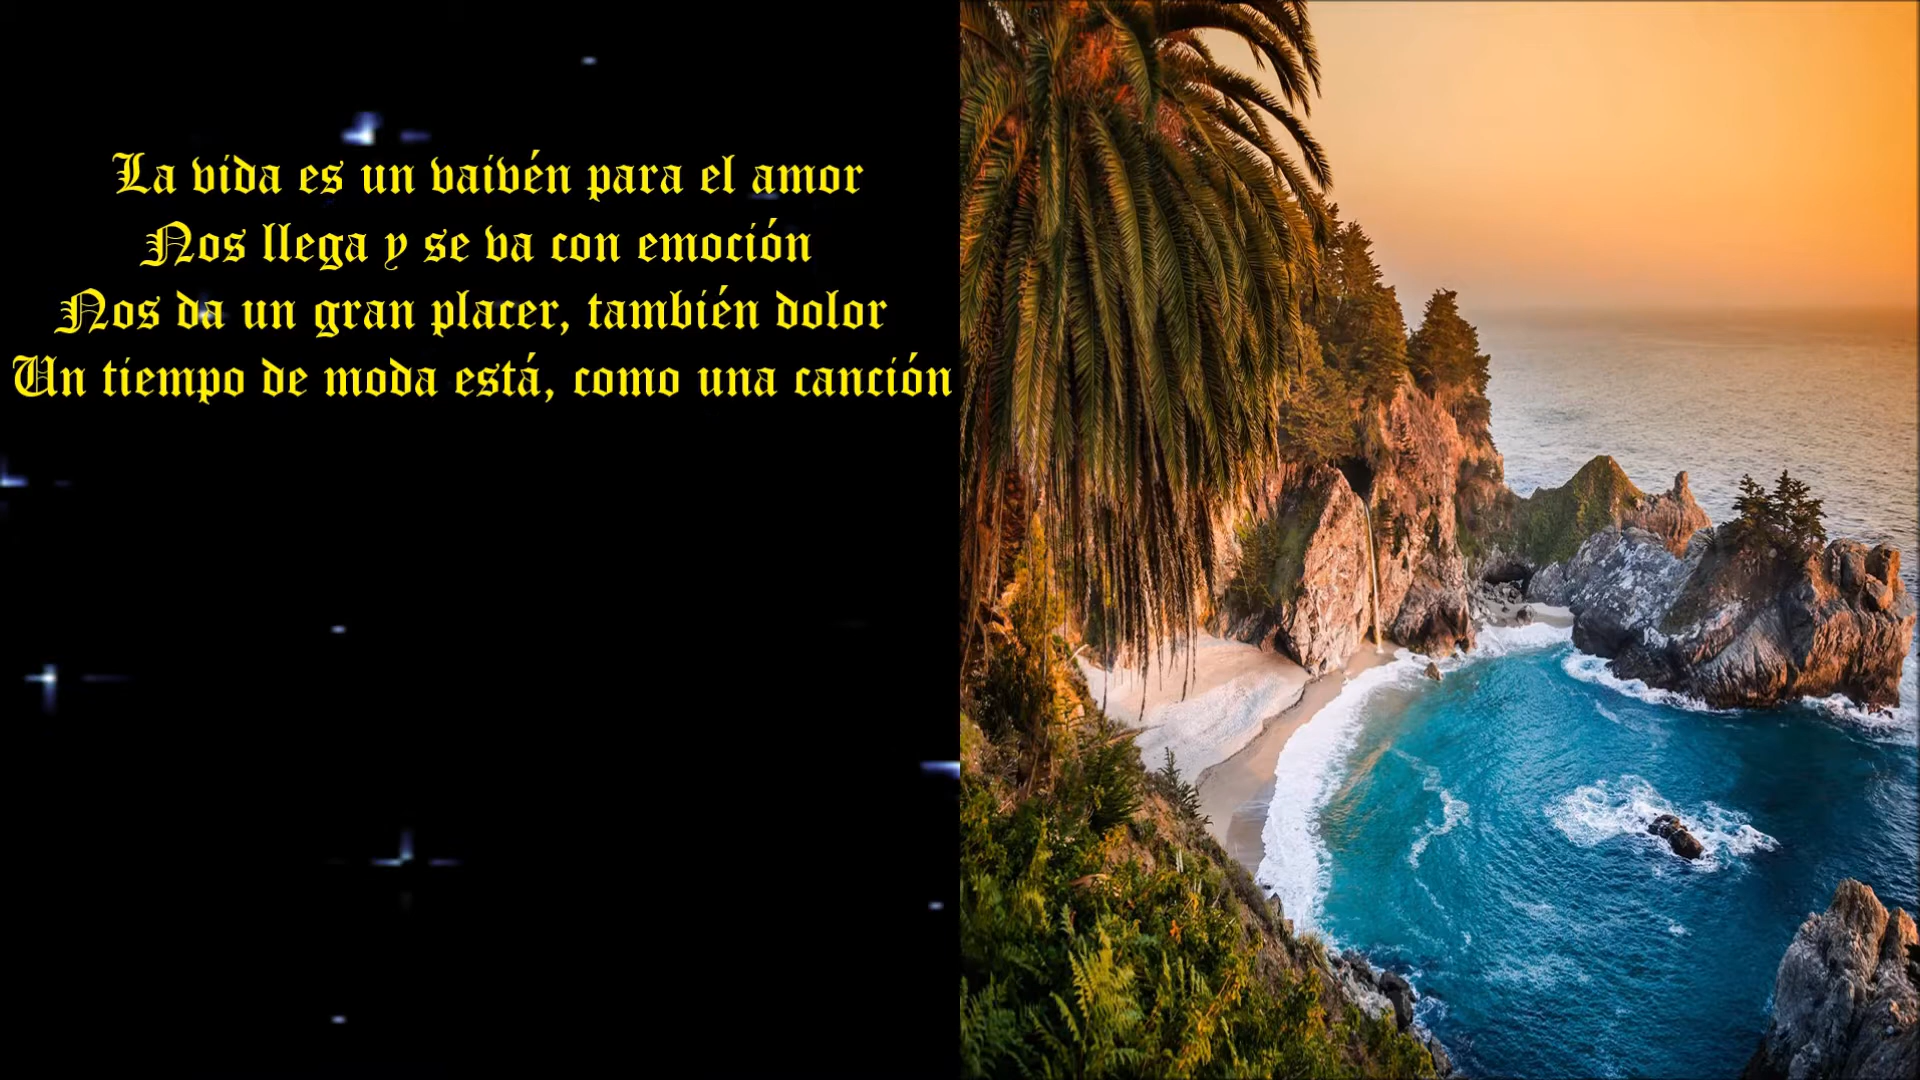 La vida es un vaivén para el amor
Nos llega y se va con emoción
Nos da un gran placer, también dolor
Un tiempo de moda está, como una canción